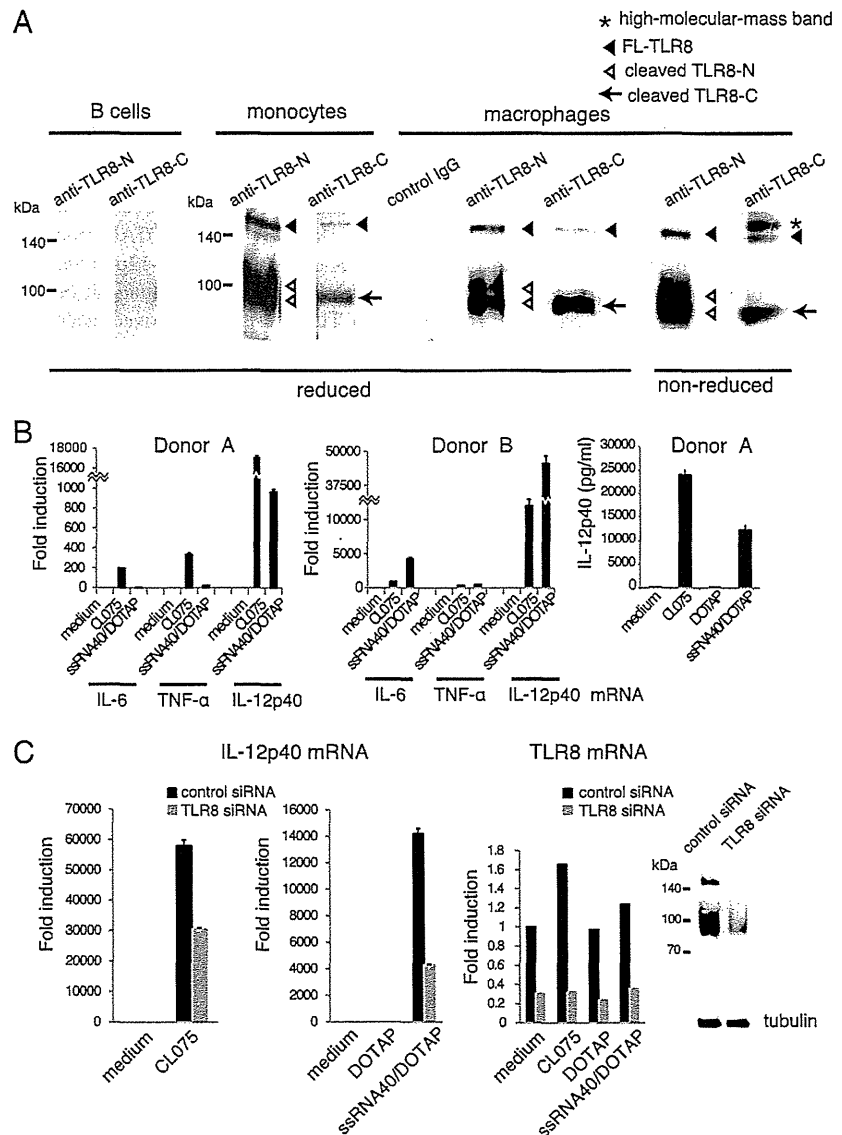 A
* high-molecular-mass band
FL-TLR8
cleaved TLR8-N
cleaved TLR8-C
B cells
monocytes
macrophages
anti-TLR8-N
anti-TLR8-C
anti-TLR8-N
anti-TLR8-C
control IgG
anti-TLR8-N
anti-TLR8-C
anti-TLR8-N
anti-TLR8-C
kDa
140
100
kDa
140
100
*
reduced
non-reduced
B
Donor A
Fold induction
18000
16000
1000
800
600
400
200
0
medium
CL075
ssRNA40/DOTAP
medium
CL075
ssRNA40/DOTAP
medium
CL075
ssRNA40/DOTAP
IL-6
TNF-α
IL-12p40
Donor B
Fold induction
50000
37500
10000
5000
0
medium
CL075
ssRNA40/DOTAP
medium
CL075
ssRNA40/DOTAP
medium
CL075
ssRNA40/DOTAP
IL-6
TNF-α
IL-12p40 mRNA
Donor A
IL-12p40 (pg/ml)
30000
25000
20000
15000
10000
5000
0
medium
CL075
DOTAP
ssRNA40/DOTAP
C
IL-12p40 mRNA
control siRNA
TLR8 siRNA
Fold induction
70000
60000
50000
40000
30000
20000
10000
0
medium
CL075
control siRNA
TLR8 siRNA
Fold induction
16000
14000
12000
10000
8000
6000
4000
2000
0
medium
DOTAP
ssRNA40/DOTAP
TLR8 mRNA
control siRNA
TLR8 siRNA
Fold induction
1.8
1.6
1.4
1.2
1
0.8
0.6
0.4
0.2
0
medium
CL075
DOTAP
ssRNA40/DOTAP
control siRNA
TLR8 siRNA
kDa
140
100
70
tubulin